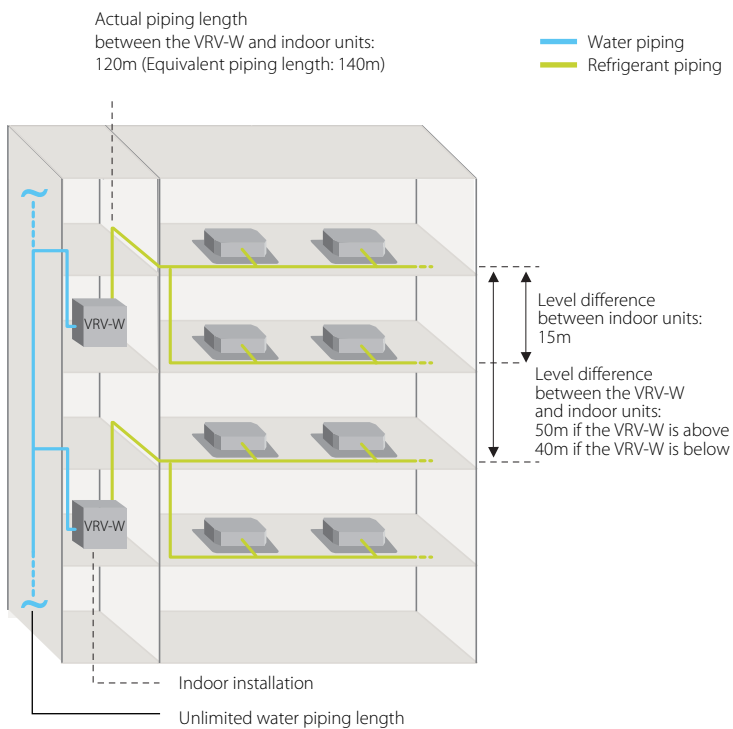 Actual piping length
between the VRV-W and indoor units:
120m (Equivalent piping length: 140m)
Water piping
Refrigerant piping
VRV-W
Level difference
between indoor units:
15m
Level difference
between the VRV-W
and indoor units:
50m if the VRV-W is above
40m if the VRV-W is below
VRV-W
Indoor installation
Unlimited water piping length